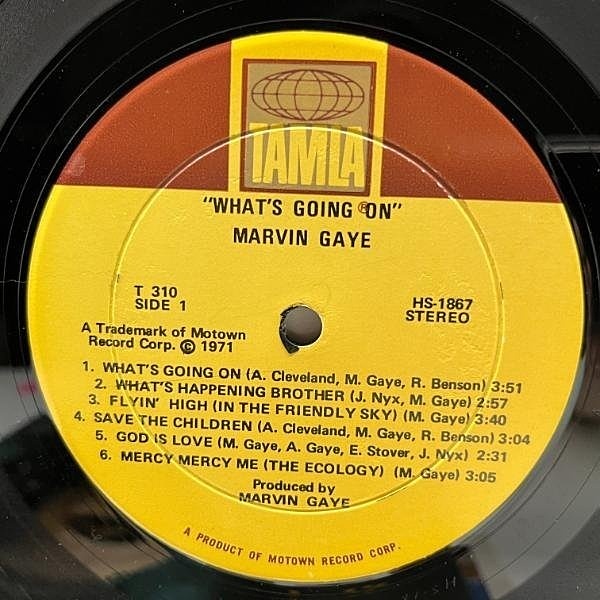 TAMLA
"WHAT'S GOING ®ON"
MARVIN GAYE
T 310
SIDE 1
HS-1867
STEREO
A Trademark of Motown
Record Corp. © 1971
1. WHAT'S GOING ON (A. Cleveland, M. Gaye, R. Benson) 3:51
2. WHAT'S HAPPENING BROTHER (J. Nyx, M. Gaye) 2:57
3. FLYIN' HIGH (IN THE FRIENDLY SKY) (M. Gaye) 3:40
4. SAVE THE CHILDREN (A. Cleveland, M. Gaye, R. Benson) 3:04
5. GOD IS LOVE (M. Gaye, A. Gaye, E. Stover, J. Nyx) 2:31
6. MERCY MERCY ME (THE ECOLOGY) (M. Gaye) 3:05
Produced by
MARVIN GAYE
A PRODUCT OF MOTOWN RECORD CORP.